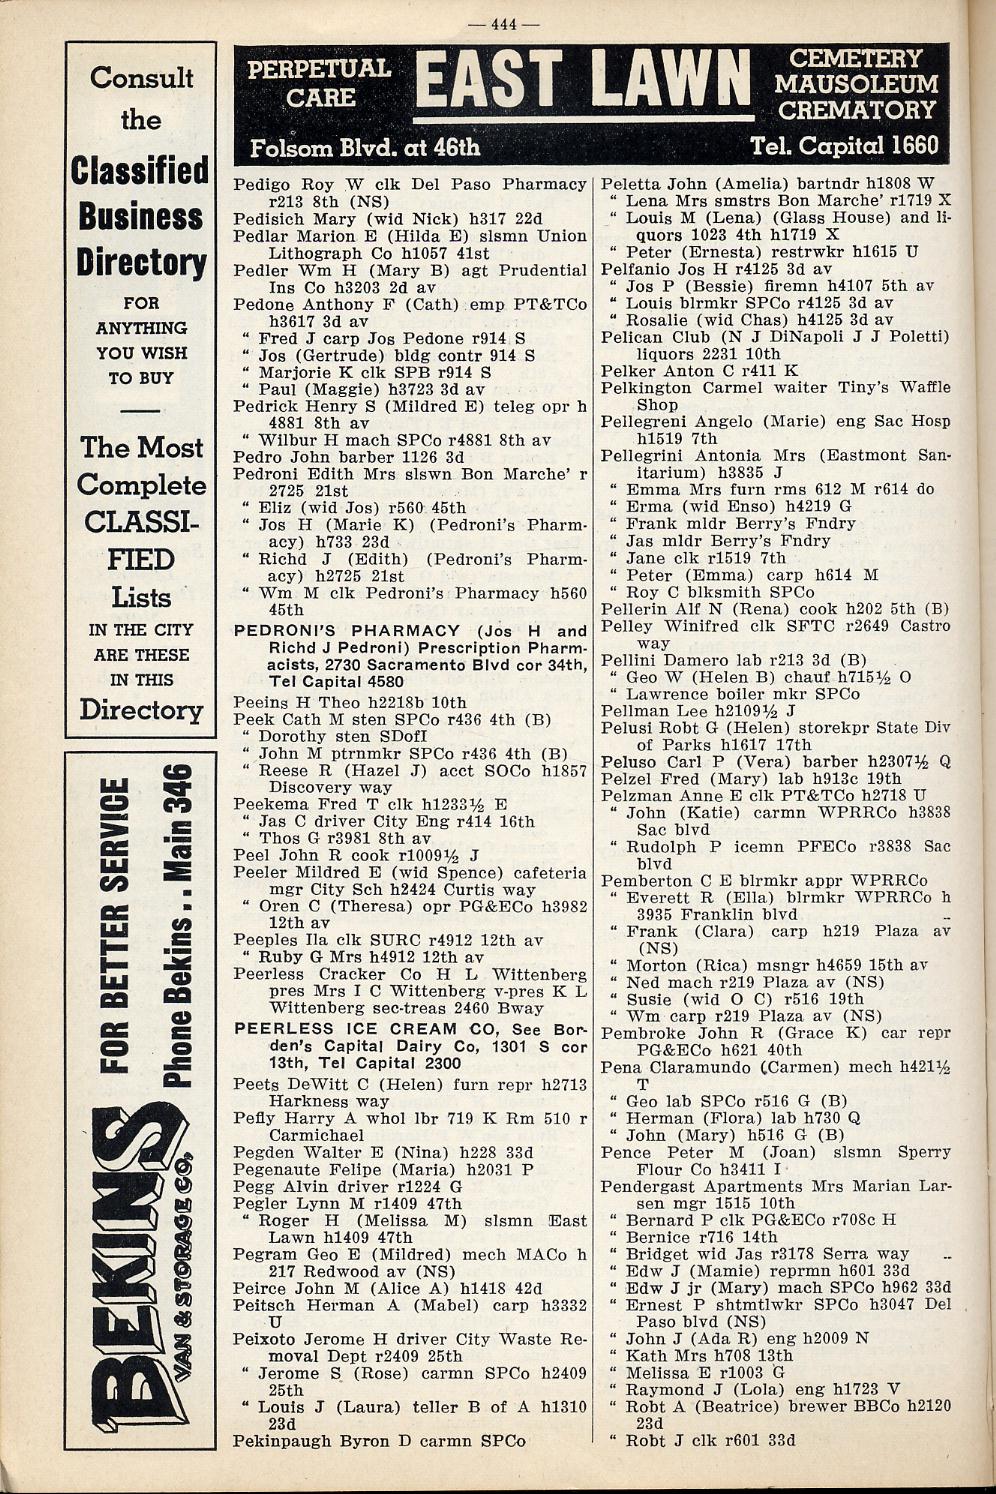 — 444 —
Consult
the
Classified
Business
Directory
FOR
ANYTHING
YOU WISH
TO BUY
The Most
Complete
CLASSI-
FIED
Lists
IN THE CITY
ARE THESE
IN THIS
Directory
FOR BETTER SERVICE
Phone Bekins . . Main 346
BEKINS
VAN & STORAGE CO.
PERPETUAL
CARE
EAST LAWN
CEMETERY
MAUSOLEUM
CREMATORY
Folsom Blvd. at 46th
Tel. Capital 1660
Pedigo Roy W clk Del Paso Pharmacy
r213 8th (NS)
Pedisich Mary (wid Nick) h317 22d
Pedlar Marion E (Hilda E) slsmn Union
Lithograph Co h1057 41st
Pedler Wm H (Mary B) agt Prudential
Ins Co h3203 2d av
Pedone Anthony F (Cath) emp PT&TCo
h3617 3d av
" Fred J carp Jos Pedone r914 S
" Jos (Gertrude) bldg contr 914 S
" Marjorie K clk SPB r914 S
" Paul (Maggie) h3723 3d av
Pedrick Henry S (Mildred E) teleg opr h
4881 8th av
" Wilbur H mach SPCo r4881 8th av
Pedro John barber 1126 3d
Pedroni Edith Mrs slswn Bon Marche' r
2725 21st
" Eliz (wid Jos) r560 45th
" Jos H (Marie K) (Pedroni's Pharm-
acy) h733 23d
" Richd J (Edith) (Pedroni's Pharm-
acy) h2725 21st
" Wm M clk Pedroni's Pharmacy h560
45th
PEDRONI'S PHARMACY (Jos H and
Richd J Pedroni) Prescription Pharm-
acists, 2730 Sacramento Blvd cor 34th,
Tel Capital 4580
Peeins H Theo h2218b 10th
Peek Cath M sten SPCo r436 4th (B)
" Dorothy sten SDofI
" John M ptrnmkr SPCo r436 4th (B)
" Reese R (Hazel J) acct SOCo h1857
Discovery way
Peekema Fred T clk h1233½ E
" Jas C driver City Eng r414 16th
" Thos G r3981 8th av
Peel John R cook r1009½ J
Peeler Mildred E (wid Spence) cafeteria
mgr City Sch h2424 Curtis way
" Oren C (Theresa) opr PG&ECo h3982
12th av
Peeples Ila clk SURC r4912 12th av
" Ruby G Mrs h4912 12th av
Peerless Cracker Co H L Wittenberg
pres Mrs I C Wittenberg v-pres K L
Wittenberg sec-treas 2460 Bway
PEERLESS ICE CREAM CO, See Bor-
den's Capital Dairy Co, 1301 S cor
13th, Tel Capital 2300
Peets DeWitt C (Helen) furn repr h2713
Harkness way
Pefly Harry A whol lbr 719 K Rm 510 r
Carmichael
Pegden Walter E (Nina) h228 33d
Pegenaute Felipe (Maria) h2031 P
Pegg Alvin driver r1224 G
Pegler Lynn M r1409 47th
" Roger H (Melissa M) slsmn East
Lawn h1409 47th
Pegram Geo E (Mildred) mech MACo h
217 Redwood av (NS)
Peirce John M (Alice A) h1418 42d
Peitsch Herman A (Mabel) carp h3332
U
Peixoto Jerome H driver City Waste Re-
moval Dept r2409 25th
" Jerome S (Rose) carmn SPCo h2409
25th
" Louis J (Laura) teller B of A h1310
23d
Pekinpaugh Byron D carmn SPCo
Peletta John (Amelia) bartndr h1808 W
" Lena Mrs smstrs Bon Marche' r1719 X
" Louis M (Lena) (Glass House) and li-
quors 1023 4th h1719 X
" Peter (Ernesta) restrwkr h1615 U
Pelfanio Jos H r4125 3d av
" Jos P (Bessie) firemn h4107 5th av
" Louis blrmkr SPCo r4125 3d av
" Rosalie (wid Chas) h4125 3d av
Pelican Club (N J DiNapoli J J Poletti)
liquors 2231 10th
Pelker Anton C r411 K
Pelkington Carmel waiter Tiny's Waffle
Shop
Pellegreni Angelo (Marie) eng Sac Hosp
h1519 7th
Pellegrini Antonia Mrs (Eastmont San-
itarium) h3835 J
" Emma Mrs furn rms 612 M r614 do
" Erma (wid Enso) h4219 G
" Frank mldr Berry's Fndry
" Jas mldr Berry's Fndry
" Jane clk r1519 7th
" Peter (Emma) carp h614 M
" Roy C blksmith SPCo
Pellerin Alf N (Rena) cook h202 5th (B)
Pelley Winifred clk SFTC r2649 Castro
way
Pellini Damero lab r213 3d (B)
" Geo W (Helen B) chauf h715½ O
" Lawrence boiler mkr SPCo
Pellman Lee h2109½ J
Pelusi Robt G (Helen) storekpr State Div
of Parks h1617 17th
Peluso Carl P (Vera) barber h2307½ Q
Pelzel Fred (Mary) lab h913c 19th
Pelzman Anne E clk PT&TCo h2718 U
" John (Katie) carmn WPRRCo h3838
Sac blvd
" Rudolph P icemn PFECo r3838 Sac
blvd
Pemberton C E blrmkr appr WPRRCo
" Everett R (Ella) blrmkr WPRRCo h
3935 Franklin blvd
" Frank (Clara) carp h219 Plaza av
(NS)
" Morton (Rica) msngr h4659 15th av
" Ned mach r219 Plaza av (NS)
" Susie (wid O C) r516 19th
" Wm carp r219 Plaza av (NS)
Pembroke John R (Grace K) car repr
PG&ECo h621 40th
Pena Claramundo (Carmen) mech h421½
T
" Geo lab SPCo r516 G (B)
" Herman (Flora) lab h730 Q
" John (Mary) h516 G (B)
Pence Peter M (Joan) slsmn Sperry
Flour Co h3411 I
Pendergast Apartments Mrs Marian Lar-
sen mgr 1515 10th
" Bernard P clk PG&ECo r708c H
" Bernice r716 14th
" Bridget wid Jas r3178 Serra way
" Edw J (Mamie) reprmn h601 33d
" Edw J jr (Mary) mach SPCo h962 33d
" Ernest P shtmtlwkr SPCo h3047 Del
Paso blvd (NS)
" John J (Ada R) eng h2009 N
" Kath Mrs h708 13th
" Melissa E r1003 G
" Raymond J (Lola) eng h1723 V
" Robt A (Beatrice) brewer BBCo h2120
23d
" Robt J clk r601 33d